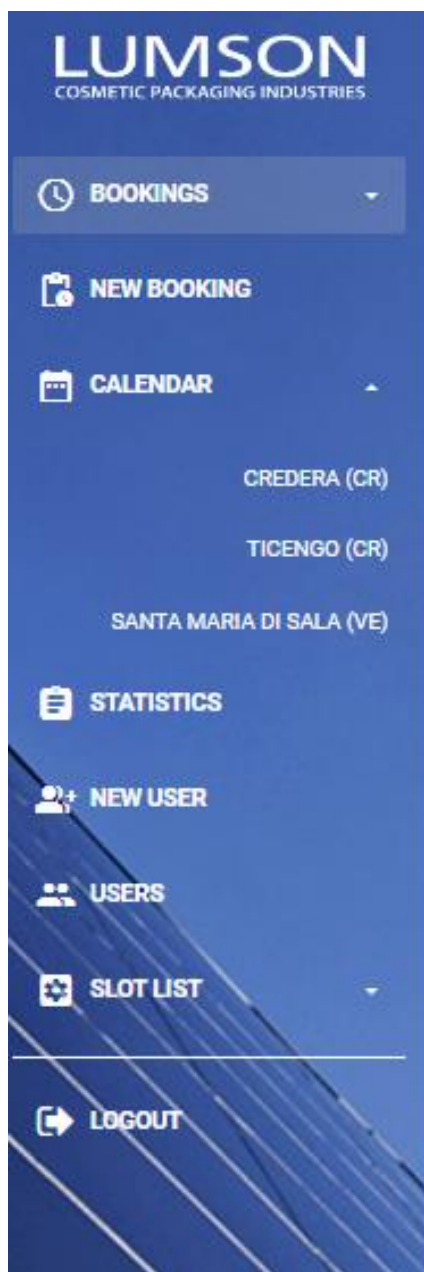 LUMSON
COSMETIC PACKAGING INDUSTRIES
BOOKINGS
NEW BOOKING
CALENDAR
CREDERA (CR)
TICENGO (CR)
SANTA MARIA DI SALA (VE)
STATISTICS
NEW USER
USERS
SLOT LIST
LOGOUT